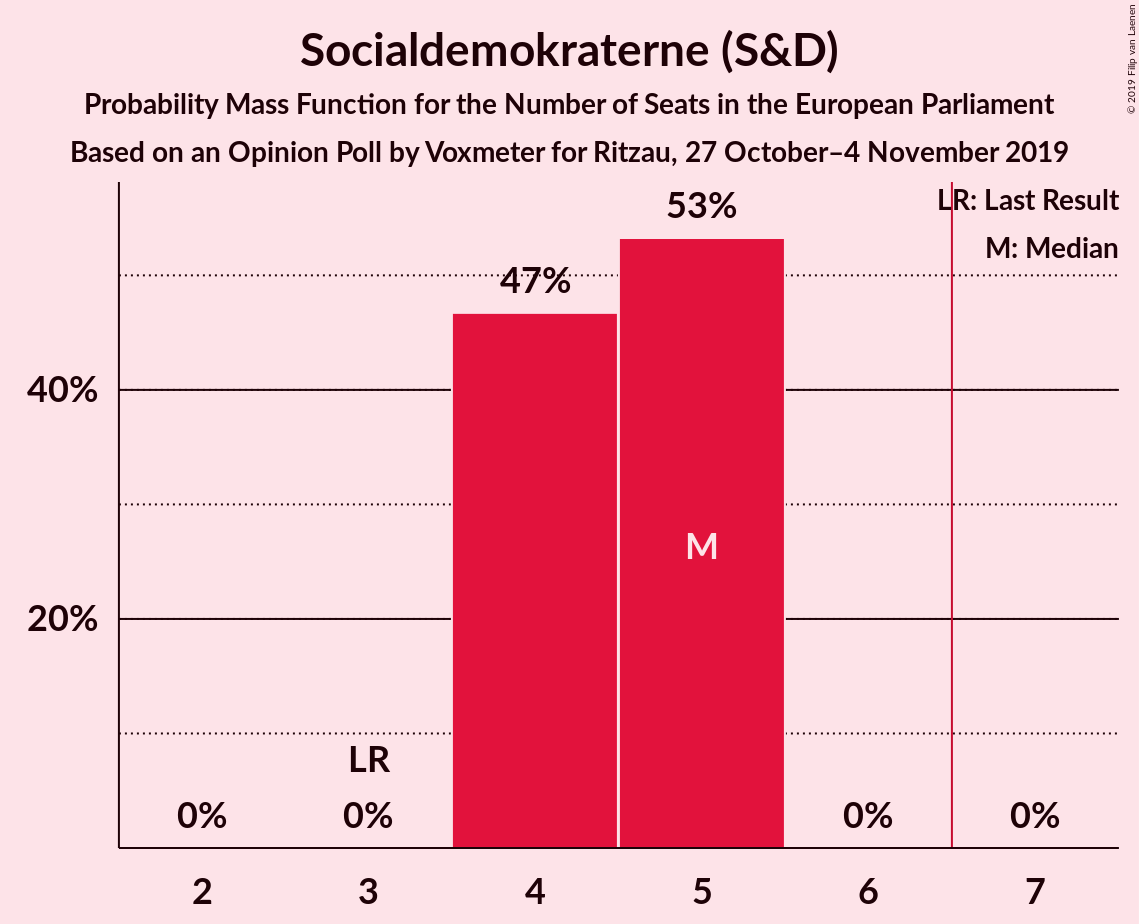 Socialdemokraterne (S&D)
Probability Mass Function for the Number of Seats in the European Parliament
Based on an Opinion Poll by Voxmeter for Ritzau, 27 October–4 November 2019
© 2019 Filip van Laenen
LR: Last Result
M: Median
53%
47%
40%
M
20%
LR
0%
0%
0%
0%
2
3
4
5
6
7